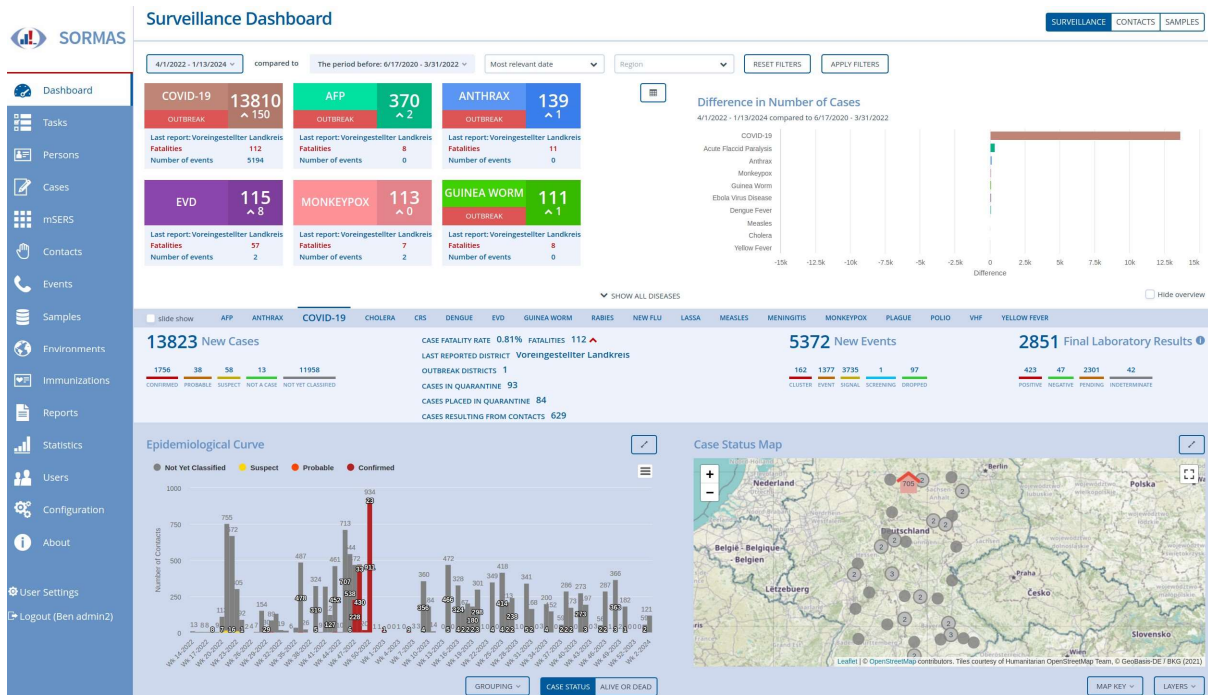 SORMAS
Dashboard
Tasks
Persons
Cases
mSERS
Contacts
Events
Samples
Environments
Immunizations
Reports
Statistics
Users
Configuration
About
User Settings
Logout (Ben admin2)
Surveillance Dashboard
SURVEILLANCE CONTACTS SAMPLES
4/1/2022 - 1/13/2024 compared to The period before: 6/17/2020 - 3/31/2022 Most relevant date Region RESET FILTERS APPLY FILTERS
COVID-19 13810
OUTBREAK 150
Last report: Voreingestellter Landkreis
Fatalities 112
Number of events 5194
AFP 370
OUTBREAK 2
Last report: Voreingestellter Landkreis
Fatalities 8
Number of events 0
ANTHRAX 139
OUTBREAK 1
Last report: Voreingestellter Landkreis
Fatalities 11
Number of events 0
EVD 115
8
Last report: Voreingestellter Landkreis
Fatalities 57
Number of events 2
MONKEYPOX 113
0
Last report: Voreingestellter Landkreis
Fatalities 7
Number of events 2
GUINEA WORM 111
OUTBREAK 1
Last report: Voreingestellter Landkreis
Fatalities 8
Number of events 0
Difference in Number of Cases
4/1/2022 - 1/13/2024 compared to 6/17/2020 - 3/31/2022
COVID-19
Acute Flaccid Paralysis
Anthrax
Monkeypox
Guinea Worm
Ebola Virus Disease
Dengue Fever
Measles
Cholera
Yellow Fever
-15k -12.5k -10k -7.5k -5k -2.5k 0 2.5k 5k 7.5k 10k 12.5k 15k
Difference
SHOW ALL DISEASES
Hide overview
slide show AFP ANTHRAX COVID-19 CHOLERA CRS DENGUE EVD GUINEA WORM RABIES NEW FLU LASSA MEASLES MENINGITIS MONKEYPOX PLAGUE POLIO VHF YELLOW FEVER
13823 New Cases
1756 38 58 13 11958
CONFIRMED PROBABLE SUSPECT NOT A CASE NOT YET CLASSIFIED
CASE FATALITY RATE 0.81% FATALITIES 112
LAST REPORTED DISTRICT Voreingestellter Landkreis
OUTBREAK DISTRICTS 1
CASES IN QUARANTINE 93
CASES PLACED IN QUARANTINE 84
CASES RESULTING FROM CONTACTS 629
5372 New Events
162 1377 3735 1 97
CLUSTER EVENT SIGNAL SCREENING DROPPED
2851 Final Laboratory Results
423 47 2301 42
POSITIVE NEGATIVE PENDING INDETERMINATE
Epidemiological Curve
Not Yet Classified Suspect Probable Confirmed
Number of Contacts
1000
750
500
250
0
934
23
755
713
487
472
461
418
366
360
349
341
326
324
301
GROUPING CASE STATUS ALIVE OR DEAD
Case Status Map
+
−
Nederland
Berlin
Polska
705
Deutschland
België - Belgique
- Belgien
Lëtzebuerg
Praha
Česko
Slovensko
Wien
Leaflet | © OpenStreetMap contributors. Tiles courtesy of Humanitarian OpenStreetMap Team, © GeoBasis-DE / BKG (2021)
MAP KEY LAYERS